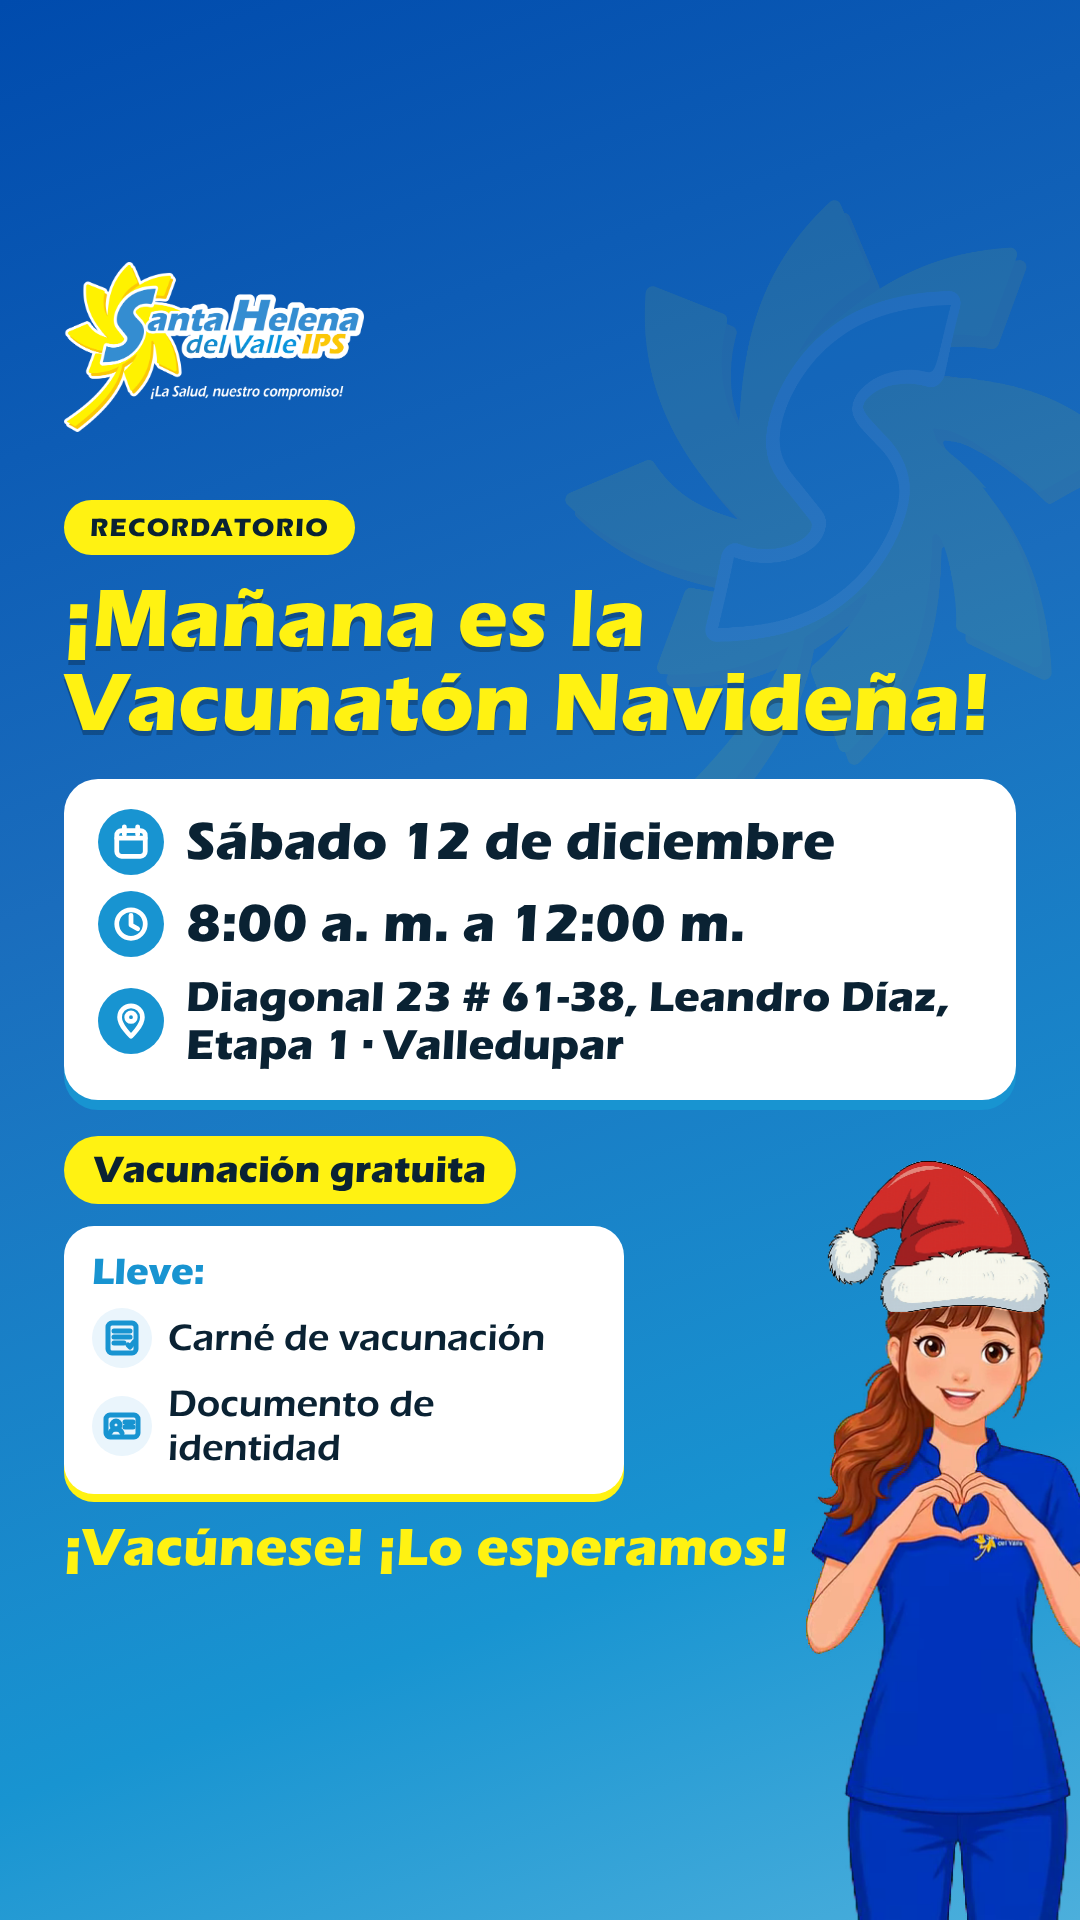 Santa Helena
del Valle IPS
¡La Salud, nuestro compromiso!
RECORDATORIO
¡Mañana es la
Vacunatón Navideña!
Sábado 12 de diciembre
8:00 a. m. a 12:00 m.
Diagonal 23 # 61-38, Leandro Díaz,
Etapa 1 · Valledupar
Vacunación gratuita
Lleve:
Carné de vacunación
Documento de
identidad
¡Vacúnese! ¡Lo esperamos!
del Valle